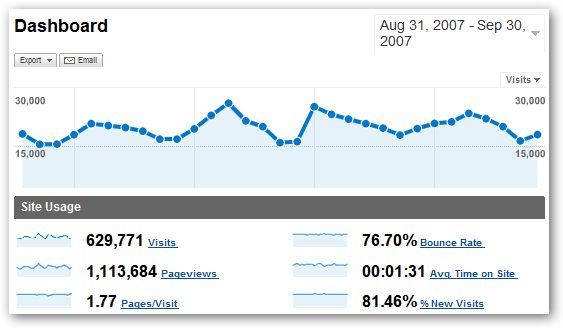 Dashboard
Aug 31, 2007 - Sep 30,
2007
Export
Email
Visits
30,000
30,000
15,000
15,000
Site Usage
629,771 Visits
76.70% Bounce Rate
1,113,684 Pageviews
00:01:31 Avg. Time on Site
1.77 Pages/Visit
81.46% % New Visits